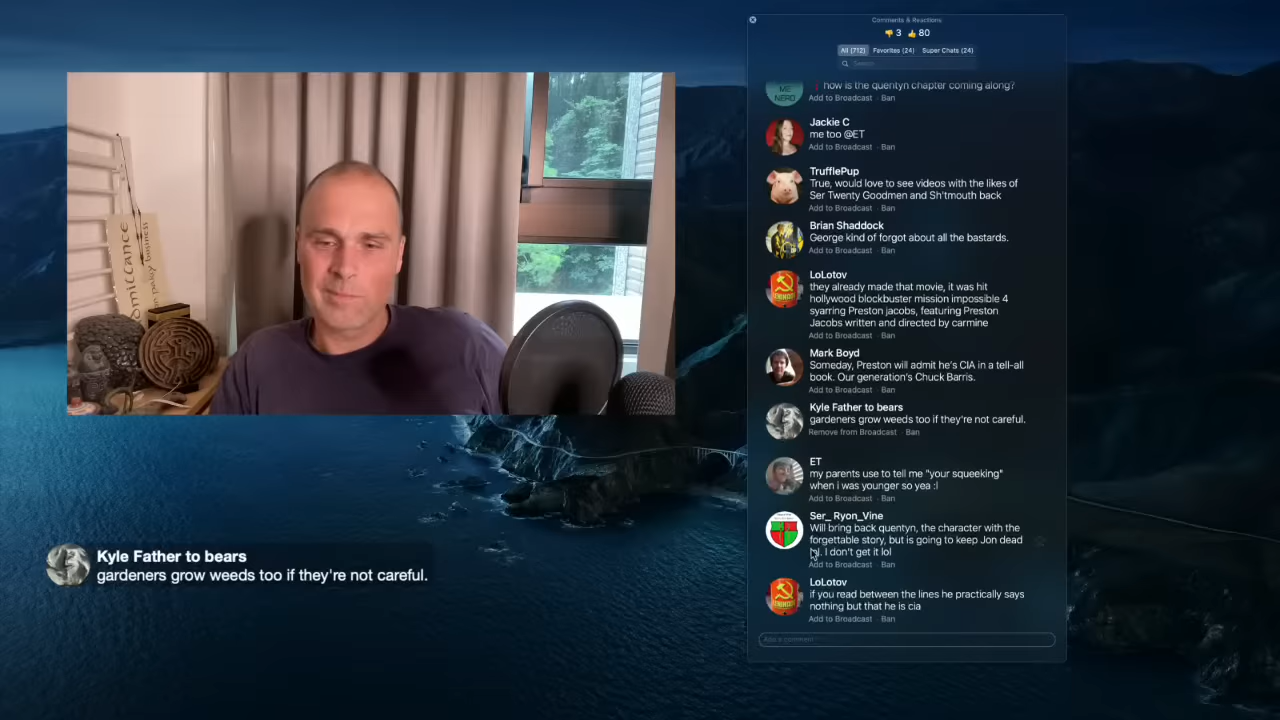 Comments & Reactions
👎 3 👍 80
All (712) Favorites (24) Super Chats (24)
Search
ME
NERD
how is the quentyn chapter coming along?
Add to Broadcast · Ban
Jackie C
me too @ET
Add to Broadcast · Ban
TrufflePup
True, would love to see videos with the likes of
Ser Twenty Goodmen and Sh'tmouth back
Add to Broadcast · Ban
Brian Shaddock
George kind of forgot about all the bastards.
Add to Broadcast · Ban
LoLotov
they already made that movie, it was hit
hollywood blockbuster mission impossible 4
syarring Preston jacobs, featuring Preston
Jacobs written and directed by carmine
Add to Broadcast · Ban
Mark Boyd
Someday, Preston will admit he's CIA in a tell-all
book. Our generation's Chuck Barris.
Add to Broadcast · Ban
Kyle Father to bears
gardeners grow weeds too if they're not careful.
Remove from Broadcast · Ban
ET
my parents use to tell me "your squeeking"
when i was younger so yea :l
Add to Broadcast · Ban
Ser_ Ryon_Vine
Will bring back quentyn, the character with the
forgettable story, but is going to keep Jon dead
lol. I don't get it lol
Add to Broadcast · Ban
LoLotov
if you read between the lines he practically says
nothing but that he is cia
Add to Broadcast · Ban
Add a comment
Kyle Father to bears
gardeners grow weeds too if they're not careful.